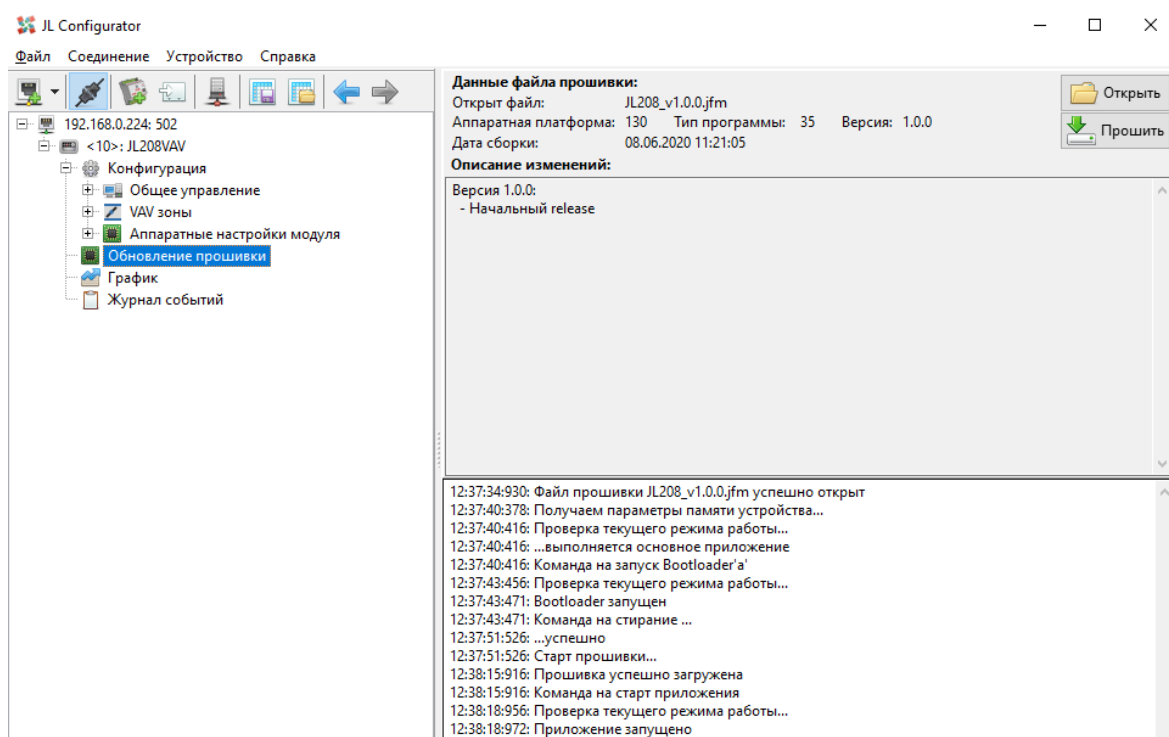 JL Configurator
Файл Соединение Устройство Справка
192.168.0.224: 502
<10>: JL208VAV
Конфигурация
Общее управление
VAV зоны
Аппаратные настройки модуля
Обновление прошивки
График
Журнал событий
Данные файла прошивки:
Открыт файл: JL208_v1.0.0.jfm
Аппаратная платформа: 130 Тип программы: 35 Версия: 1.0.0
Дата сборки: 08.06.2020 11:21:05
Открыть
Прошить
Описание изменений:
Версия 1.0.0:
- Начальный release
12:37:34:930: Файл прошивки JL208_v1.0.0.jfm успешно открыт
12:37:40:378: Получаем параметры памяти устройства...
12:37:40:416: Проверка текущего режима работы...
12:37:40:416: ...выполняется основное приложение
12:37:40:416: Команда на запуск Bootloader'а'
12:37:43:456: Проверка текущего режима работы...
12:37:43:471: Bootloader запущен
12:37:43:471: Команда на стирание ...
12:37:51:526: ...успешно
12:37:51:526: Старт прошивки...
12:38:15:916: Прошивка успешно загружена
12:38:15:916: Команда на старт приложения
12:38:18:956: Проверка текущего режима работы...
12:38:18:972: Приложение запущено